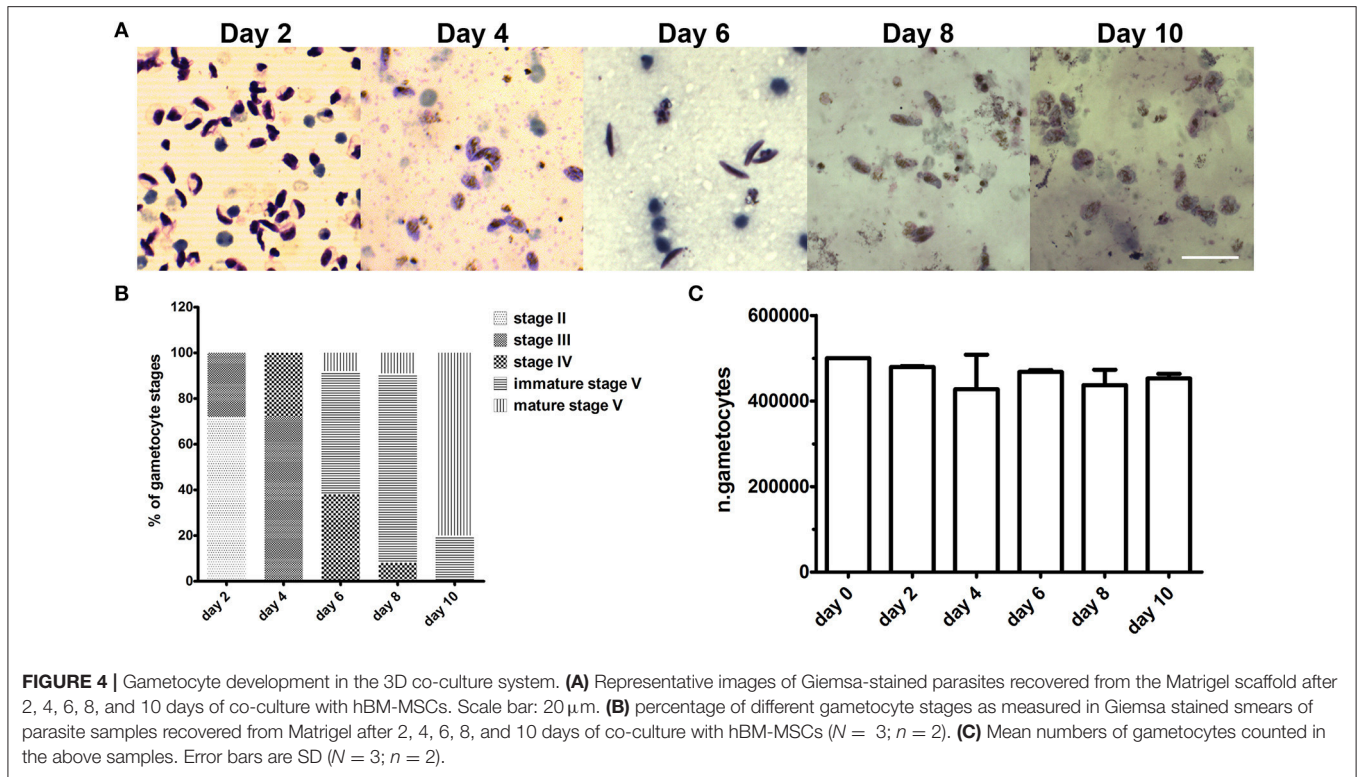 A
Day 2 Day 4 Day 6 Day 8 Day 10
B
120
100
80
60
40
20
0
% of gametocyte stages
day 2 day 4 day 6 day 8 day 10
stage II
stage III
stage IV
immature stage V
mature stage V
C
600000
400000
200000
0
n.gametocytes
day 0 day 2 day 4 day 6 day 8 day 10
FIGURE 4 | Gametocyte development in the 3D co-culture system. (A) Representative images of Giemsa-stained parasites recovered from the Matrigel scaffold after
2, 4, 6, 8, and 10 days of co-culture with hBM-MSCs. Scale bar: 20 μm. (B) percentage of different gametocyte stages as measured in Giemsa stained smears of
parasite samples recovered from Matrigel after 2, 4, 6, 8, and 10 days of co-culture with hBM-MSCs (N = 3; n = 2). (C) Mean numbers of gametocytes counted in
the above samples. Error bars are SD (N = 3; n = 2).